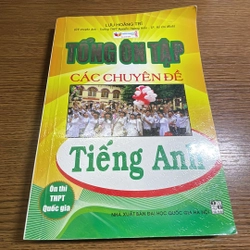 LƯU HOẰNG TRÍ
TỔNG ÔN TẬP
CÁC CHUYÊN ĐỀ
Tiếng Anh
Ôn thi
THPT
Quốc gia
NHÀ XUẤT BẢN ĐẠI HỌC QUỐC GIA HÀ NỘI